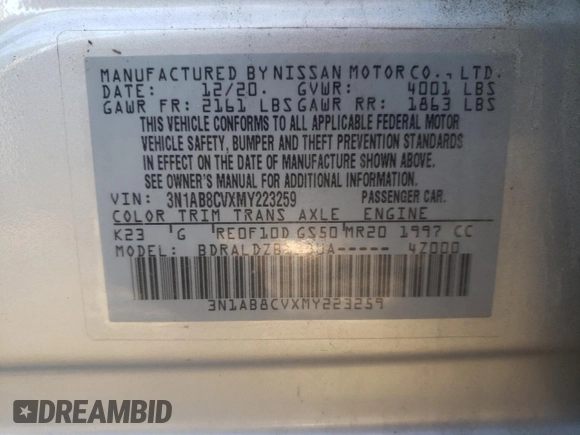 MANUFACTURED BY NISSAN MOTOR CO., LTD.
DATE: 12/20. GVWR: 4001 LBS
GAWR FR: 2161 LBS GAWR RR: 1863 LBS
THIS VEHICLE CONFORMS TO ALL APPLICABLE FEDERAL MOTOR
VEHICLE SAFETY, BUMPER AND THEFT PREVENTION STANDARDS
IN EFFECT ON THE DATE OF MANUFACTURE SHOWN ABOVE.
SEE OWNER'S MANUAL FOR ADDITIONAL INFORMATION.
VIN: 3N1AB8CVXMY223259 PASSENGER CAR.
COLOR TRIM TRANS AXLE ENGINE
K23 G RE0F10D GS50 MR20 1997 CC
MODEL: 4Z000
3N1AB8CVXMY223259
DREAMBID